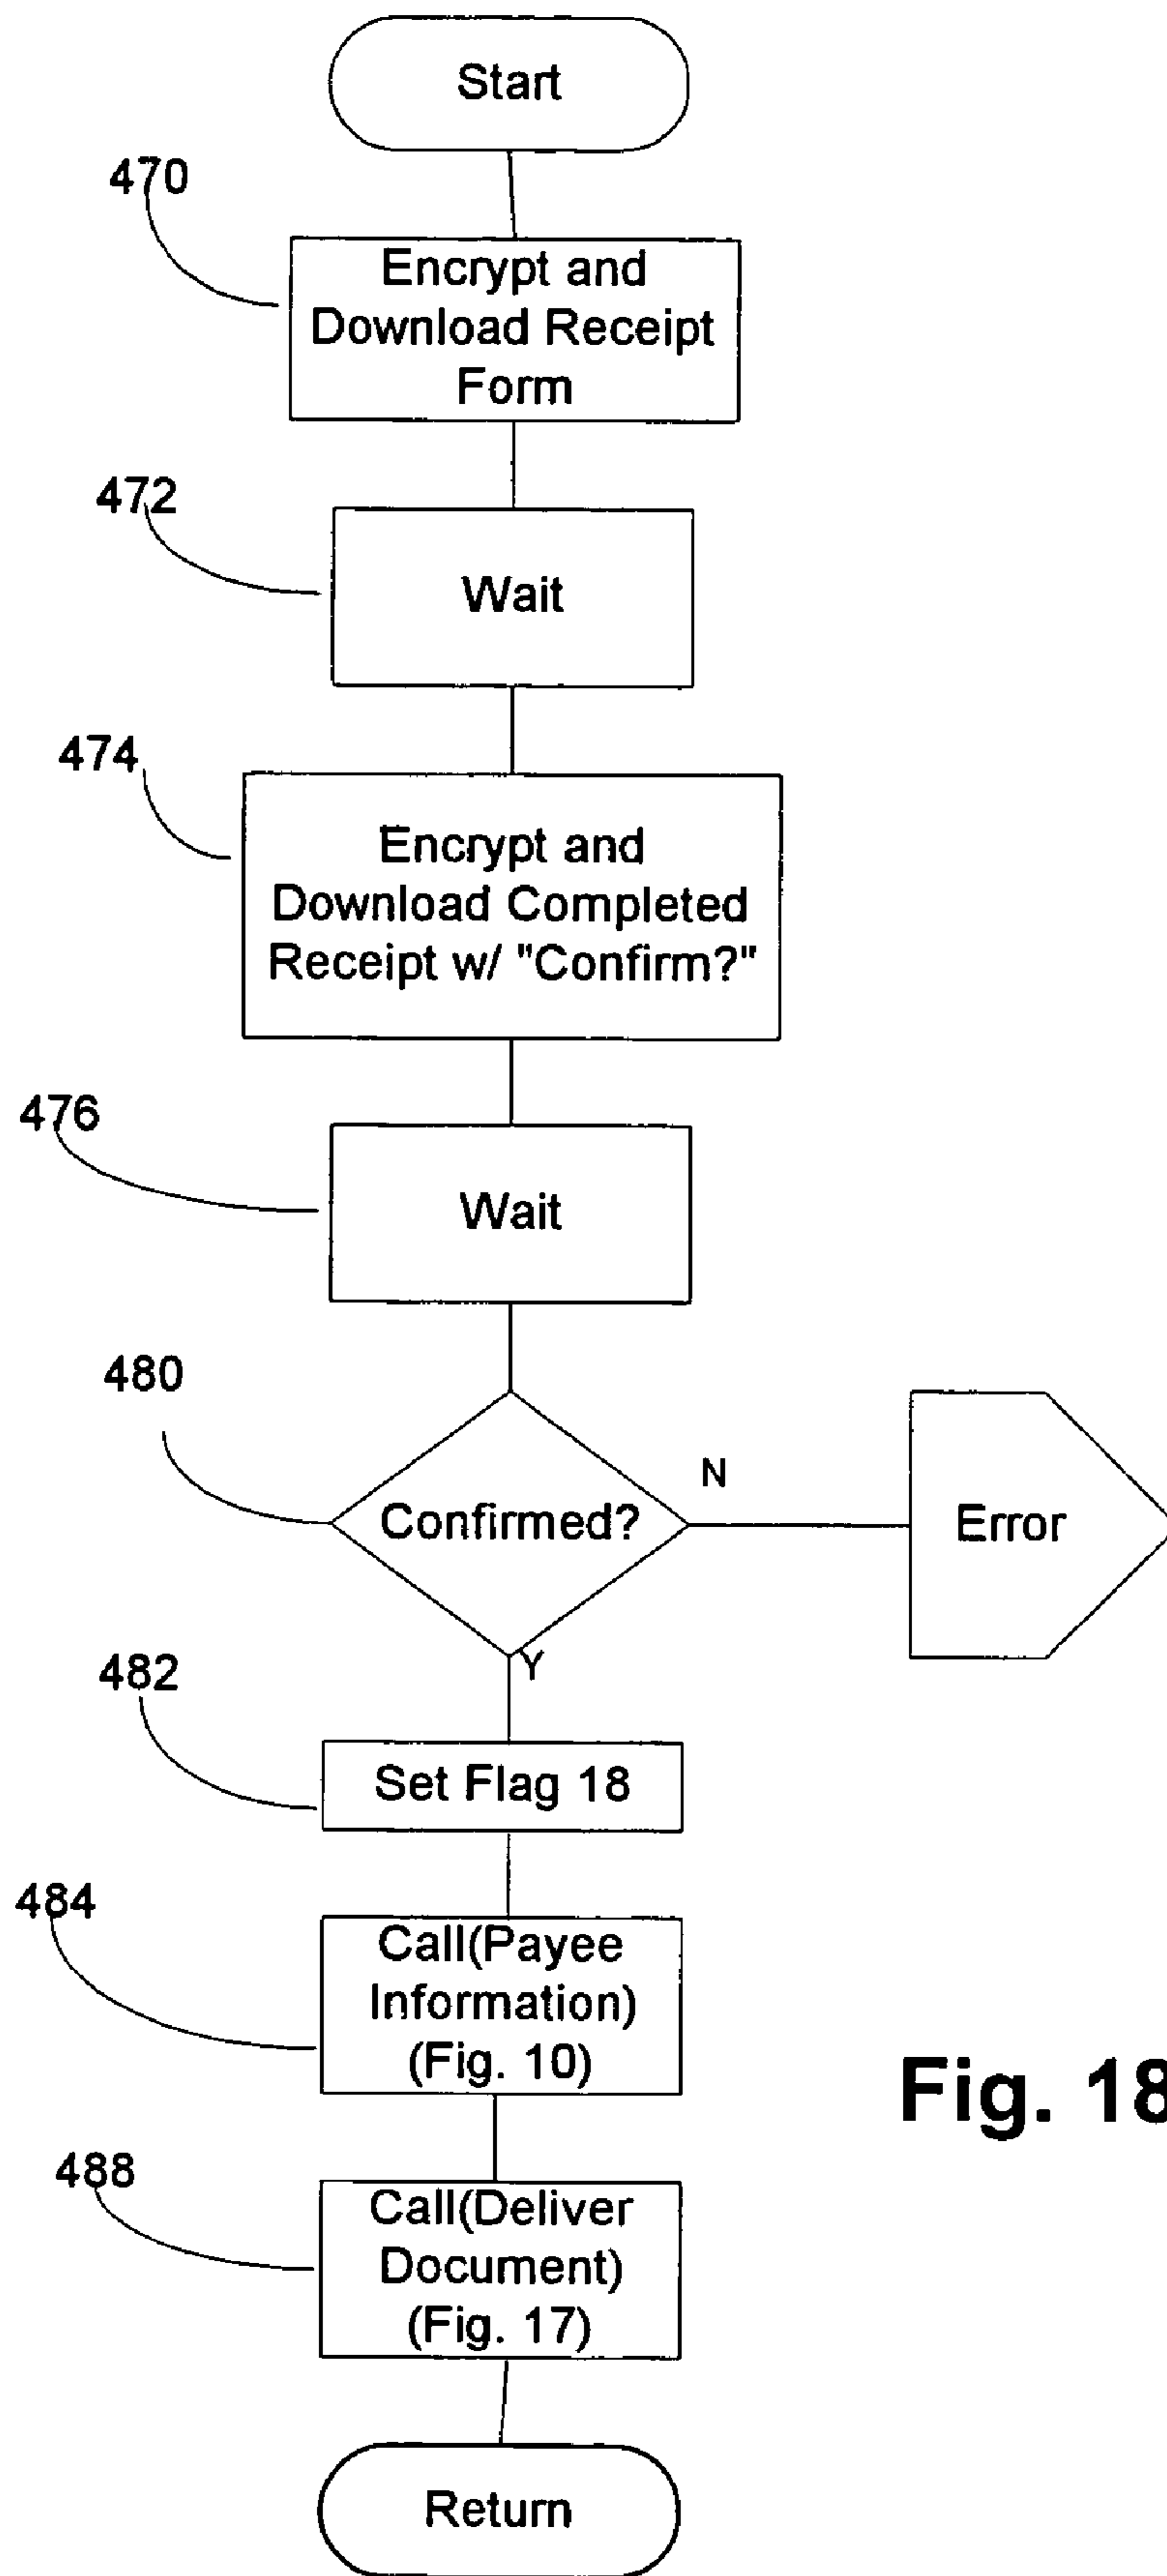 Start
470
Encrypt and
Download Receipt
Form
472
Wait
474
Encrypt and
Download Completed
Receipt w/ "Confirm?"
476
Wait
480
Confirmed?
N
Error
Y
482
Set Flag 18
484
Call(Payee
Information)
(Fig. 10)
Fig. 18
488
Call(Deliver
Document)
(Fig. 17)
Return